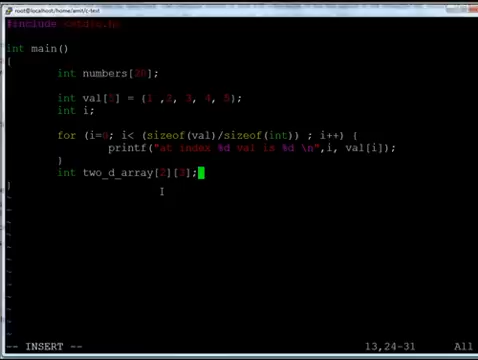 root@localhost:/home/amit/c-text
#include <stdio.h>
int main()
{
int numbers[30];
int val[5] = {1 ,2, 3, 4, 5};
int i;
for (i=0; i< (sizeof(val)/sizeof(int)) ; i++) {
printf("at index %d val is %d \n",i, val[i]);
}
int two_d_array[2][3];
}
~
~
~
~
~
~
~
~
~
~
-- INSERT -- 13,24-31 All